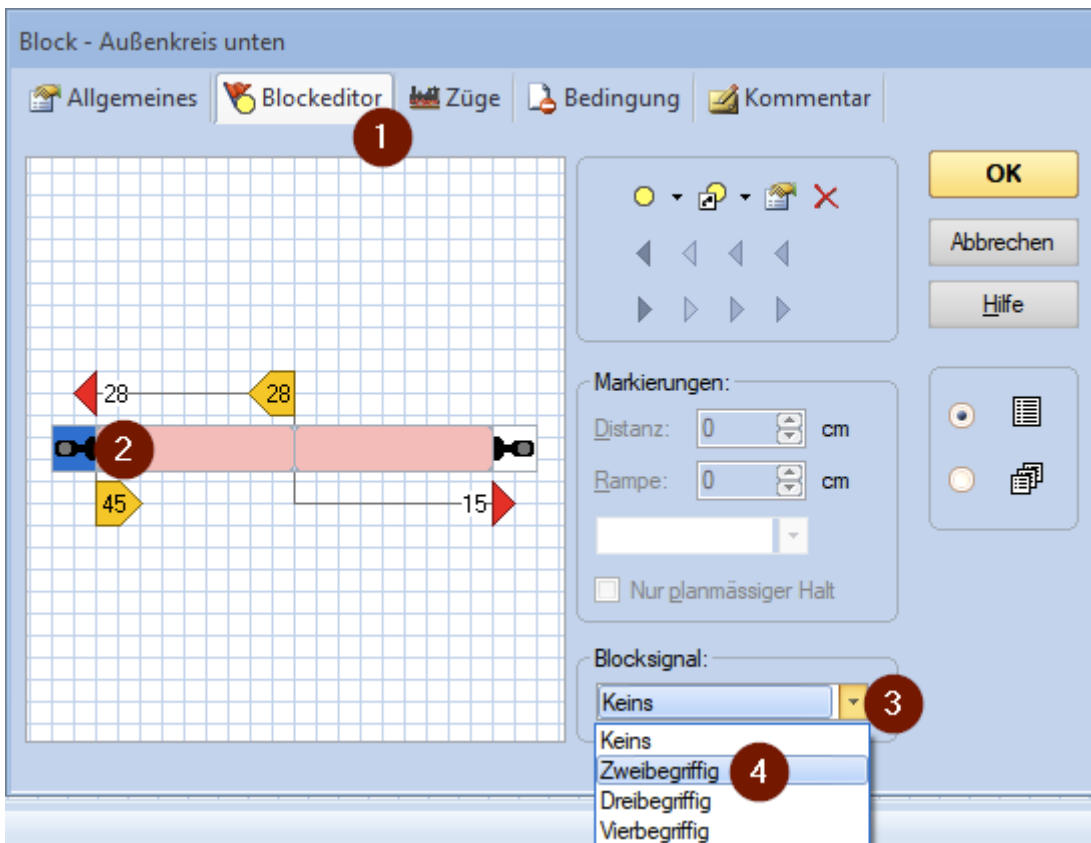 Block - Außenkreis unten
Allgemeines Blockeditor Züge Bedingung Kommentar
1
OK
Abbrechen
Hilfe
28 28
2
45 15
Markierungen:
Distanz: 0 cm
Rampe: 0 cm
Nur planmässiger Halt
Blocksignal:
Keins 3
Keins
Zweibegriffig 4
Dreibegriffig
Vierbegriffig